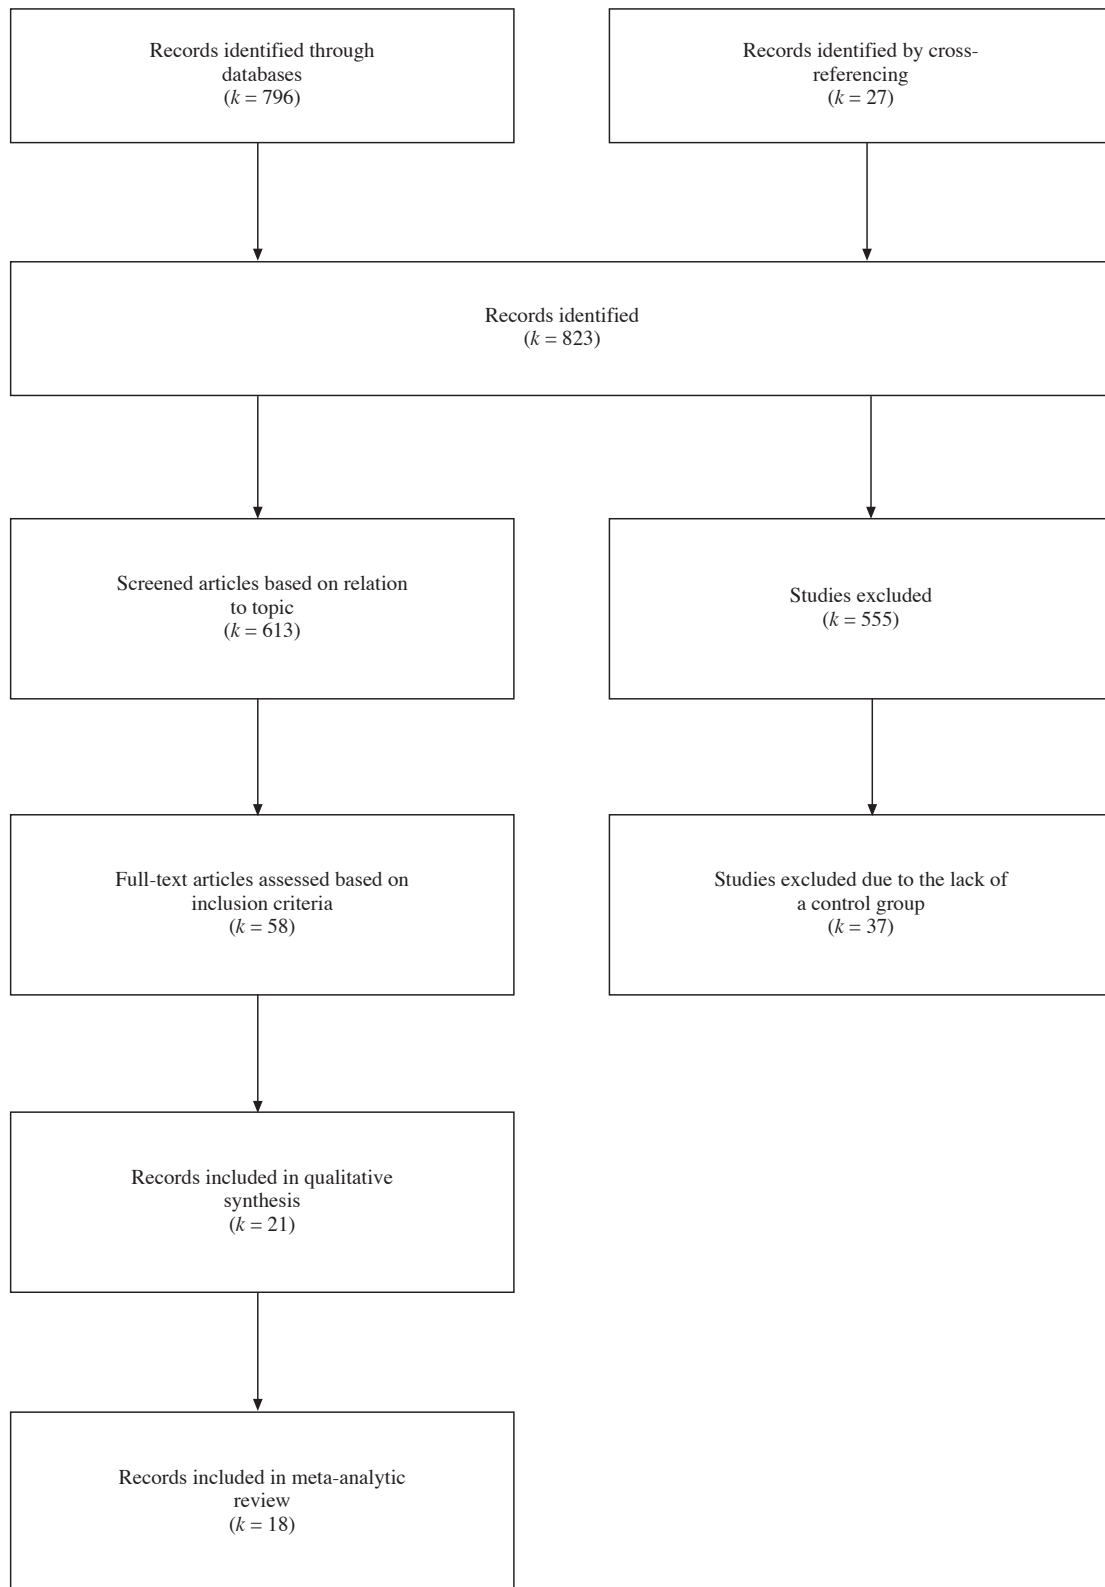 Records identified through
databases
(k = 796)
Records identified by cross-
referencing
(k = 27)
Records identified
(k = 823)
Screened articles based on relation
to topic
(k = 613)
Studies excluded
(k = 555)
Full-text articles assessed based on
inclusion criteria
(k = 58)
Studies excluded due to the lack of
a control group
(k = 37)
Records included in qualitative
synthesis
(k = 21)
Records included in meta-analytic
review
(k = 18)